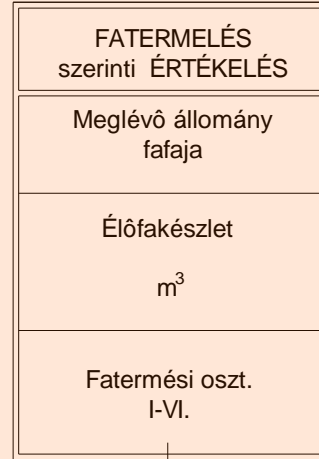 FATERMELÉS
szerinti ÉRTÉKELÉS
Meglévô állomány
fafaja
Élôfakészlet
m³
Fatermési oszt.
I-VI.